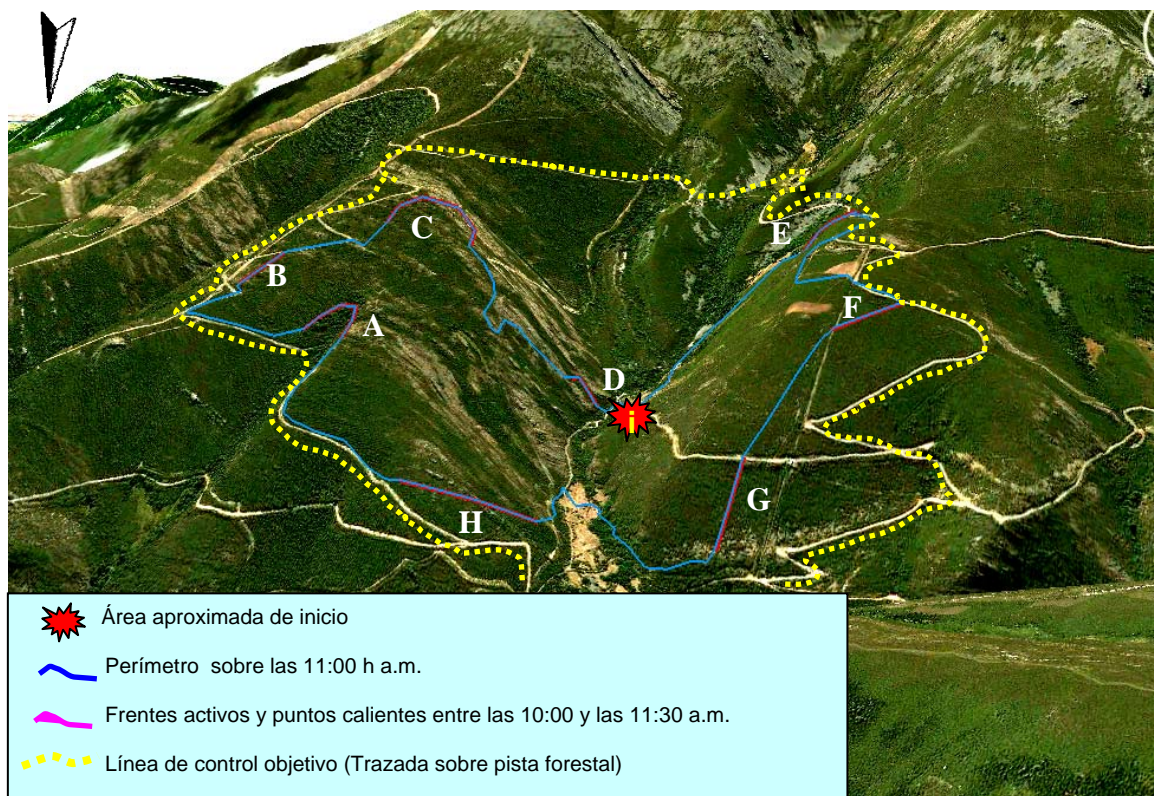 C
E
B
A
F
D
i
G
H
Área aproximada de inicio
Perímetro sobre las 11:00 h a.m.
Frentes activos y puntos calientes entre las 10:00 y las 11:30 a.m.
Línea de control objetivo (Trazada sobre pista forestal)